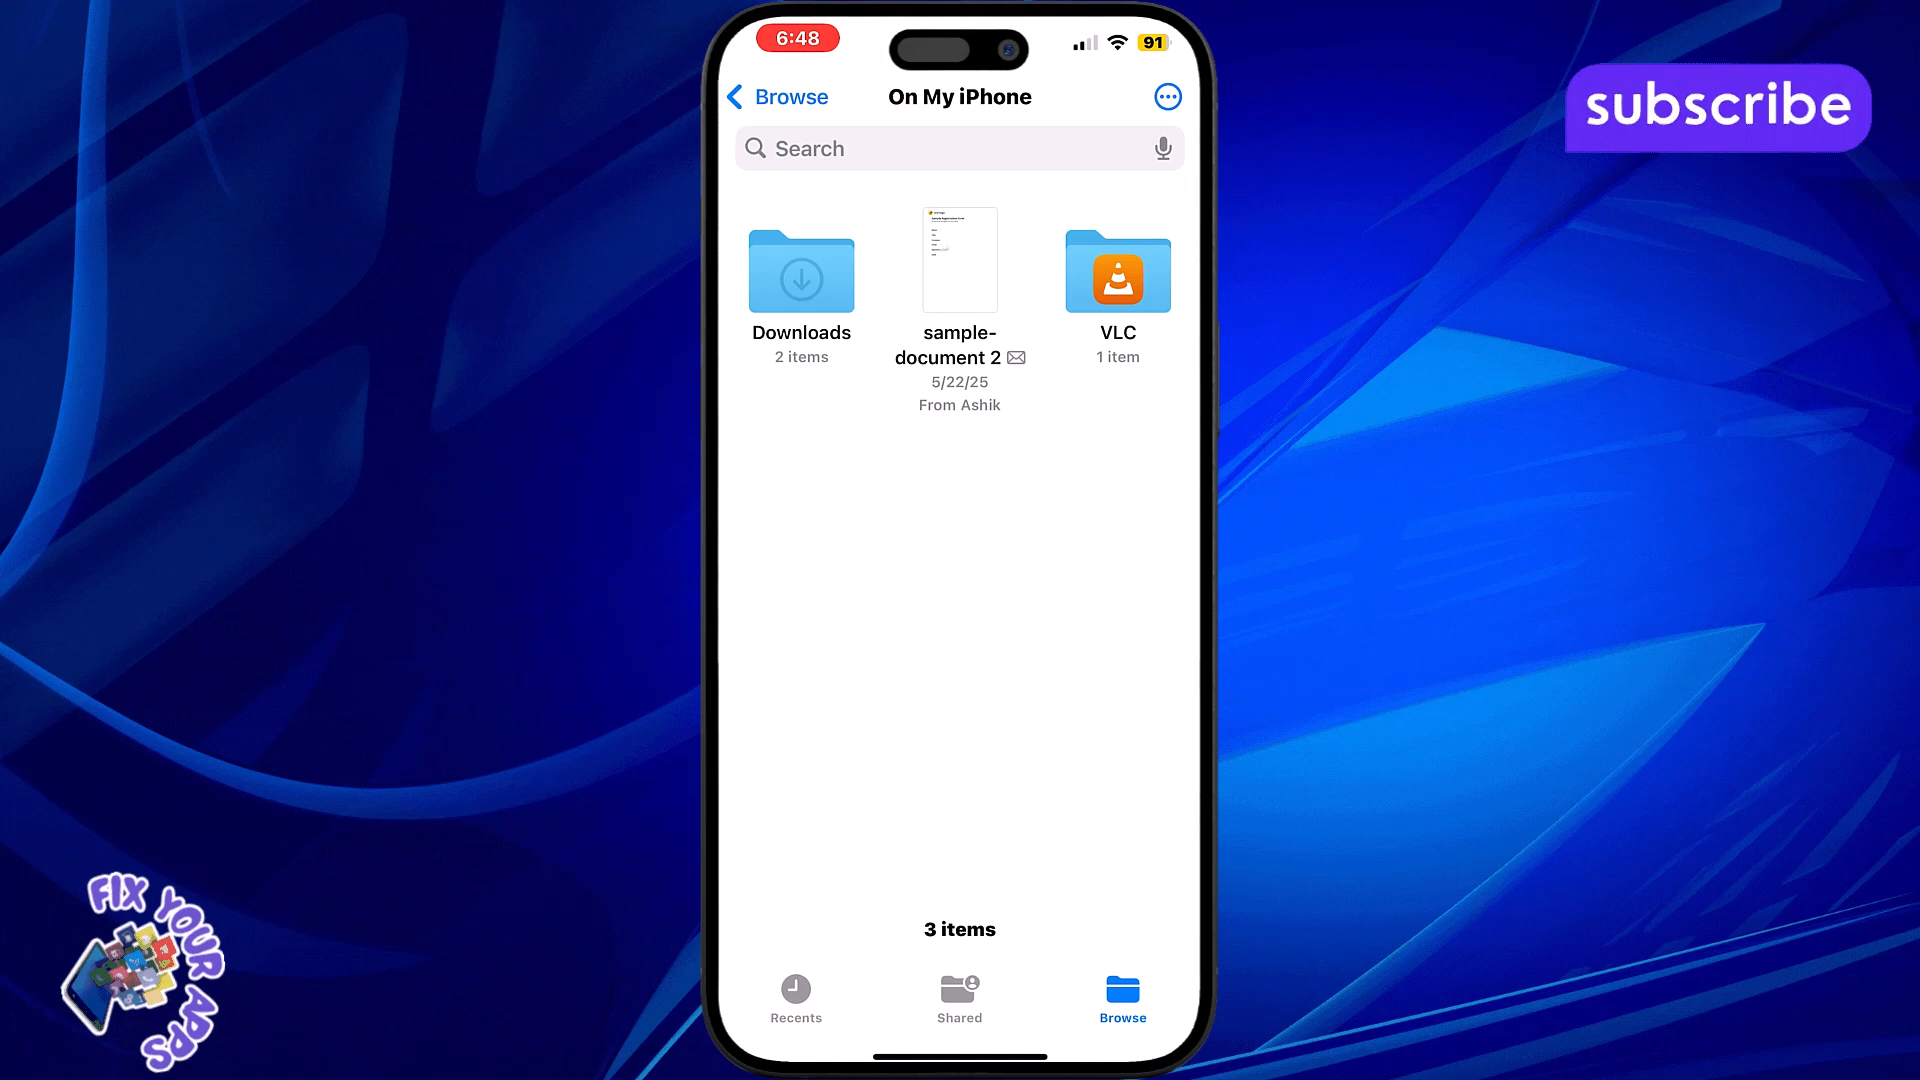 6:48
91
Browse
On My iPhone
Search
subscribe
Downloads
2 items
sample-
document 2
5/22/25
From Ashik
VLC
1 item
3 items
Recents
Shared
Browse
FIX YOUR APPS